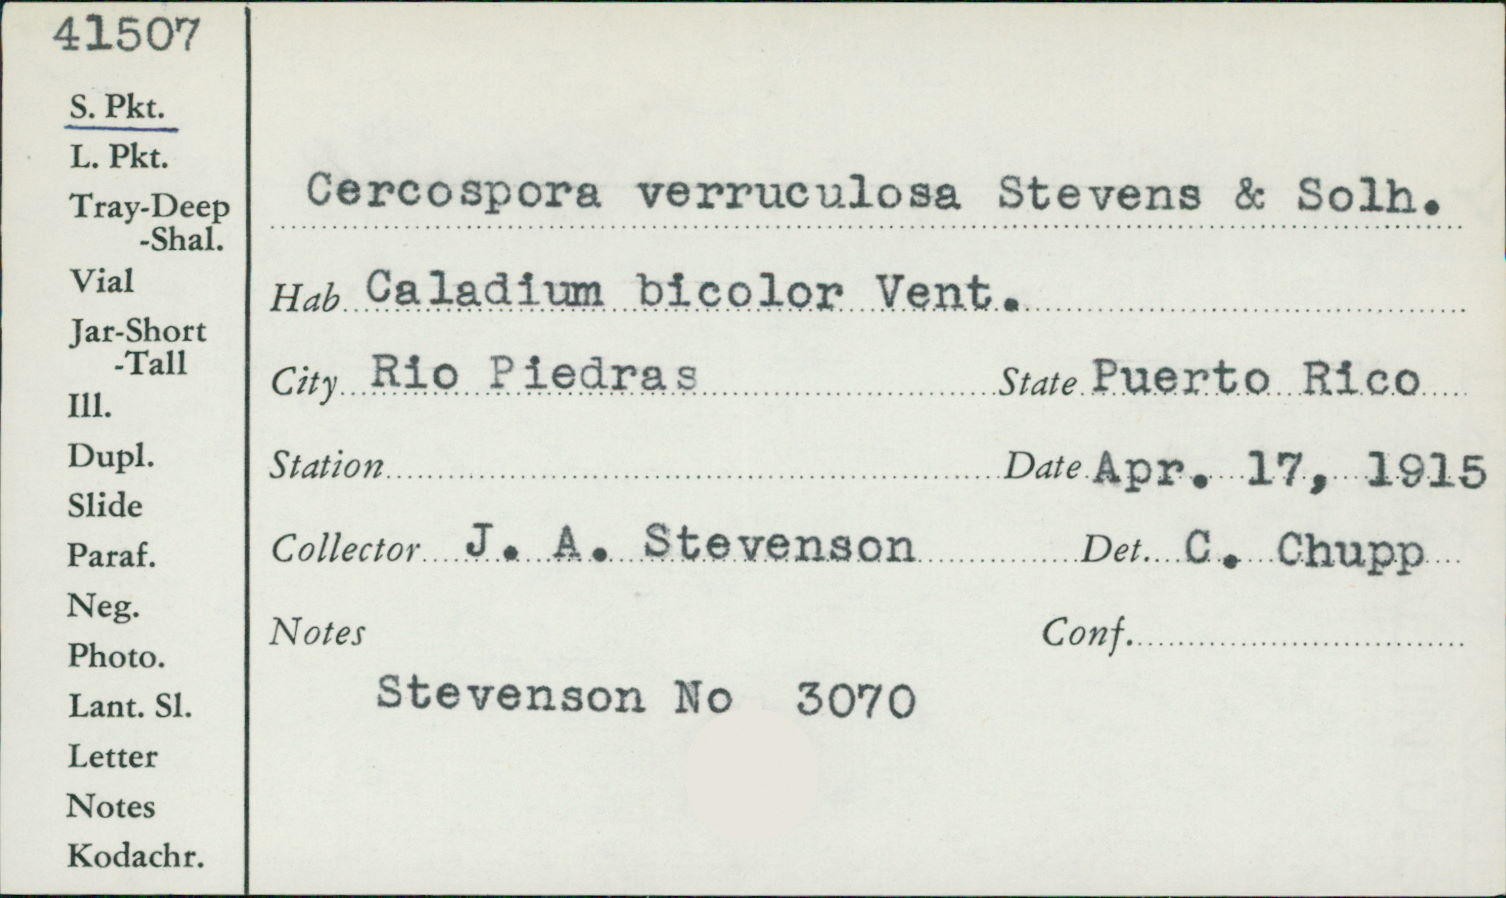 41507
S. Pkt.
L. Pkt.
Tray-Deep
-Shal.
Vial
Jar-Short
-Tall
Ill.
Dupl.
Slide
Paraf.
Neg.
Photo.
Lant. Sl.
Letter
Notes
Kodachr.
Cercospora verruculosa Stevens & Solh.
Hab Caladium bicolor Vent.
City Rio Piedras State Puerto Rico
Station Date Apr. 17, 1915
Collector J. A. Stevenson Det. C. Chupp
Notes Conf.
Stevenson No 3070